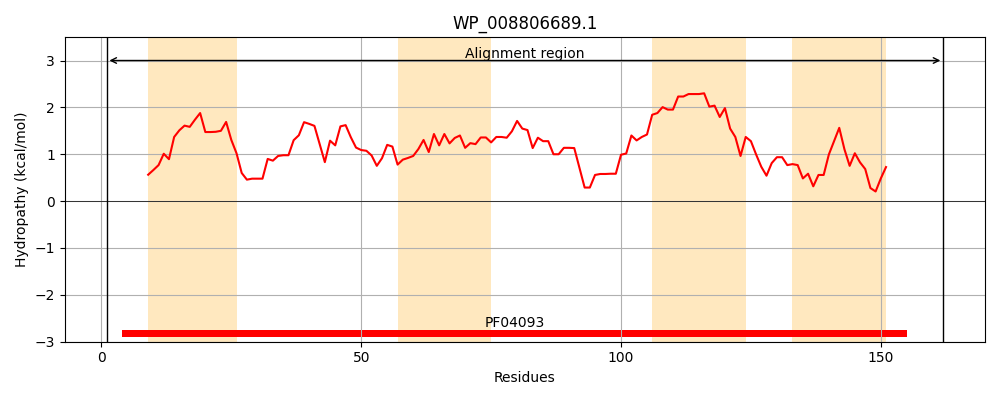 WP_008806689.1
Hydropathy (kcal/mol)
3
2
1
0
−1
−2
−3
Alignment region
PF04093
0
50
100
150
Residues